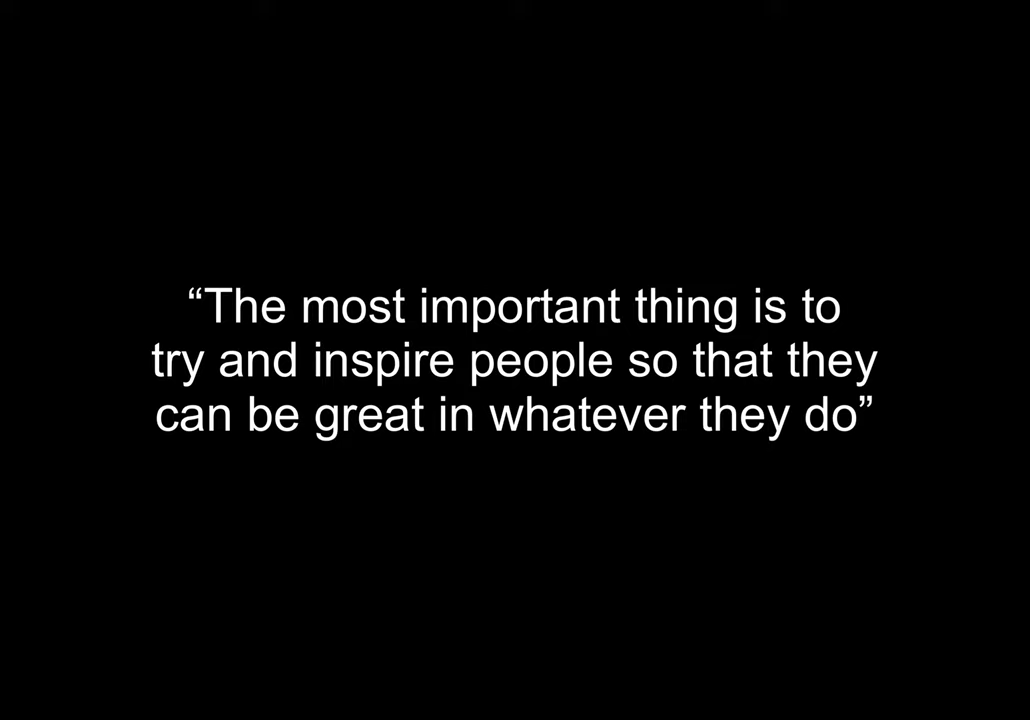 “The most important thing is to
try and inspire people so that they
can be great in whatever they do”